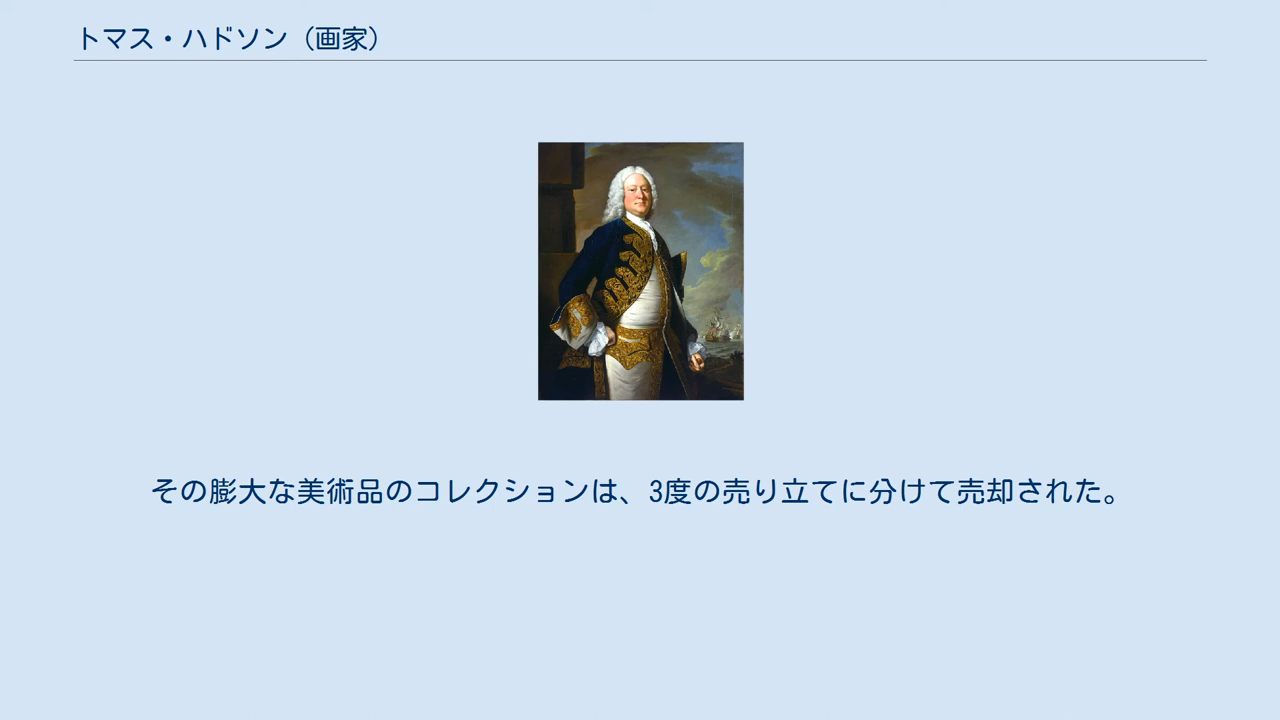 トマス・ハドソン（画家）
その膨大な美術品のコレクションは、3度の売り立てに分けて売却された。